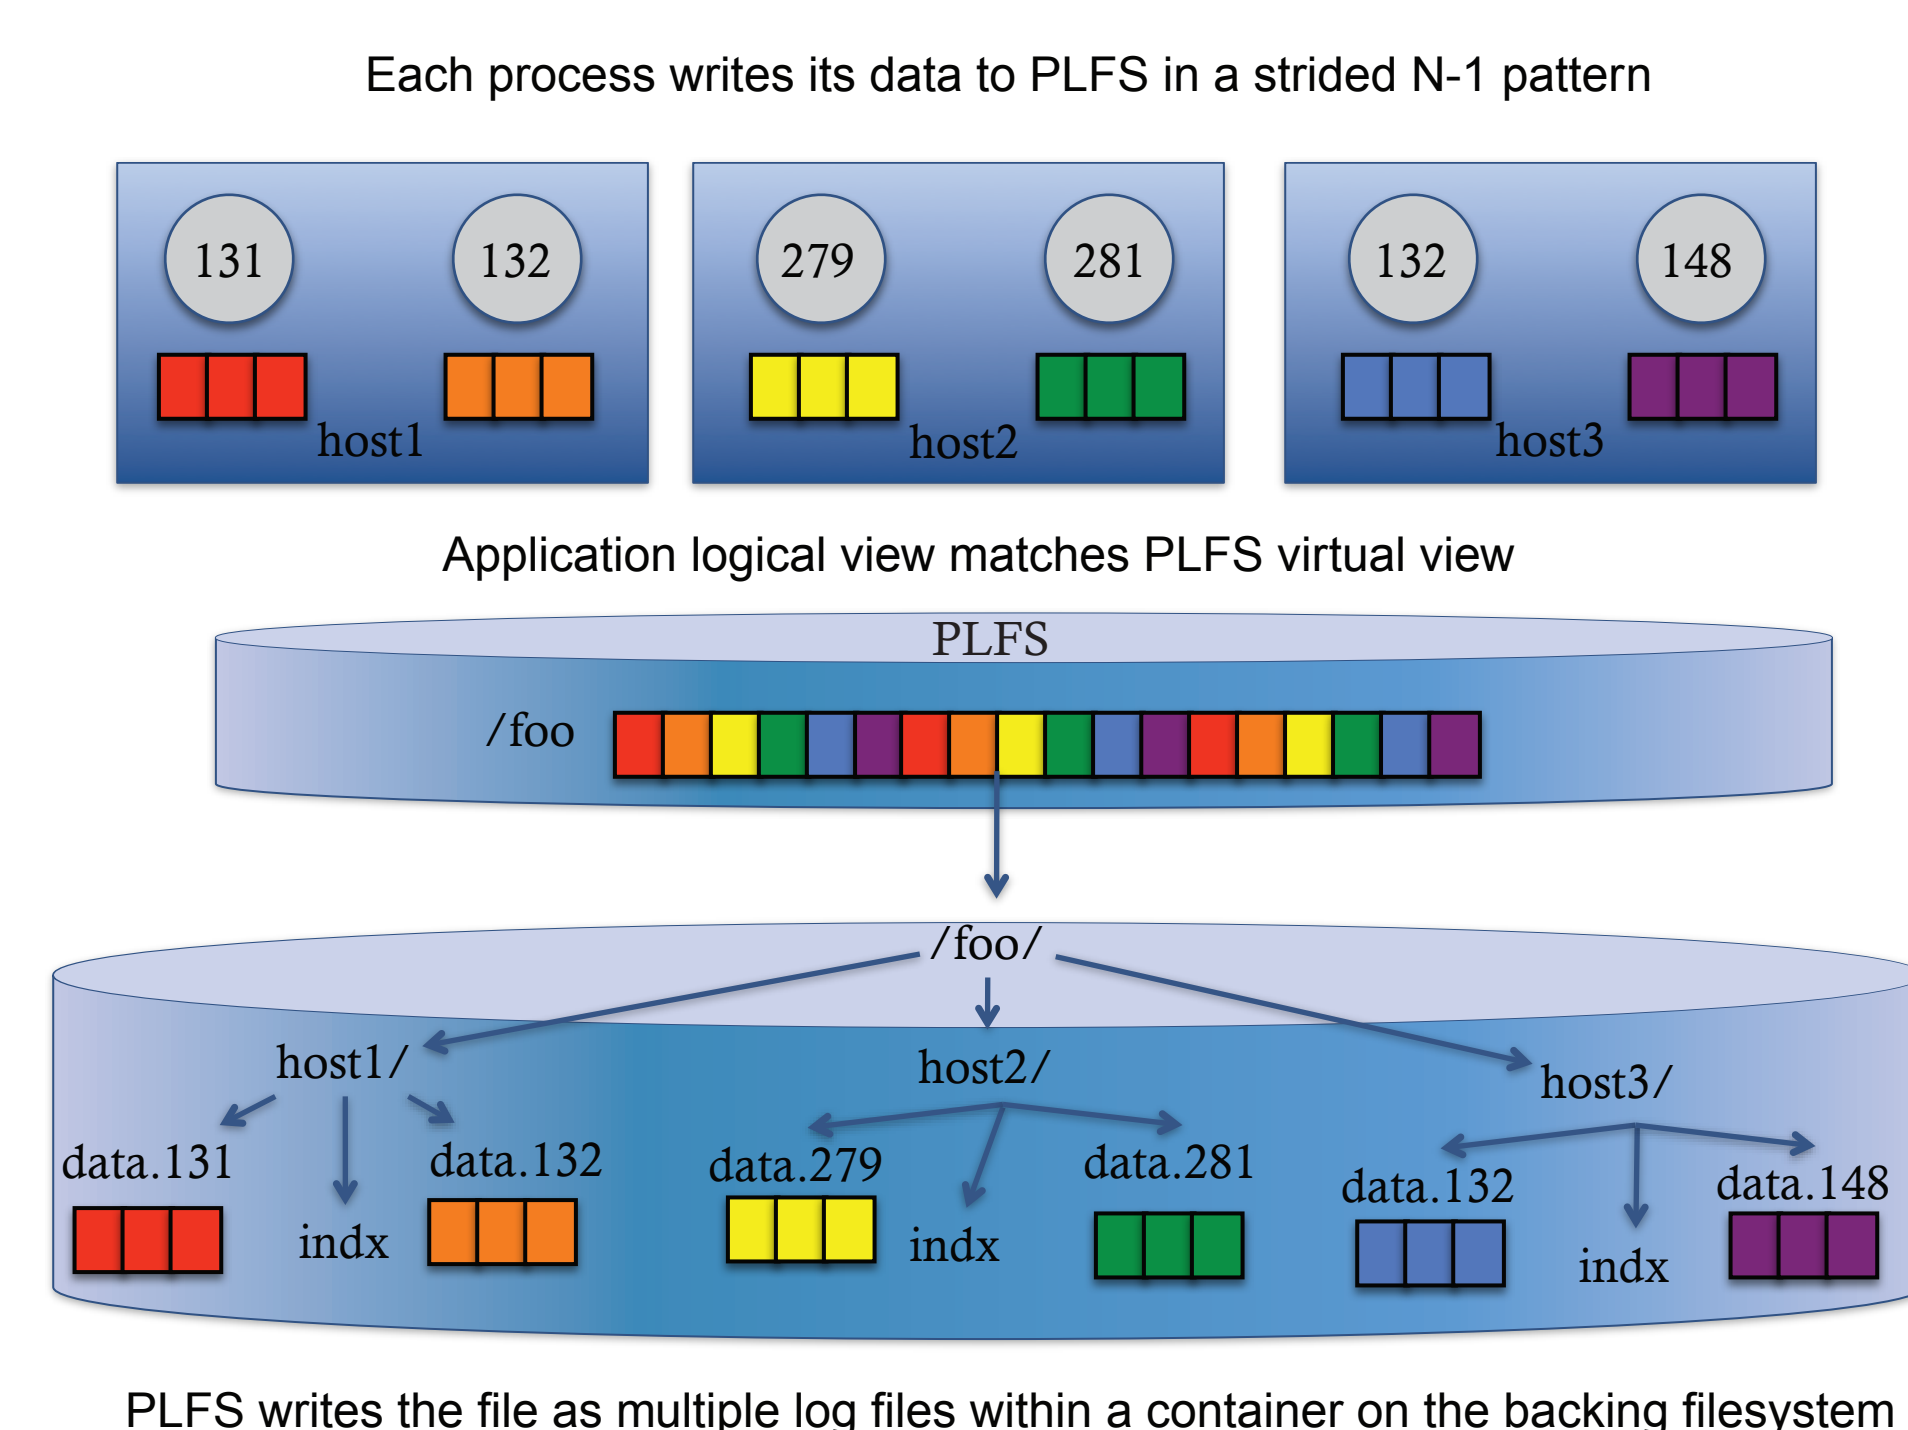 Each process writes its data to PLFS in a strided N-1 pattern
131 132 279 281 132 148
host1 host2 host3
Application logical view matches PLFS virtual view
PLFS
/foo
/foo/
host1/ host2/ host3/
data.131 data.132 data.279 data.281 data.132 data.148
indx indx indx
PLFS writes the file as multiple log files within a container on the backing filesystem